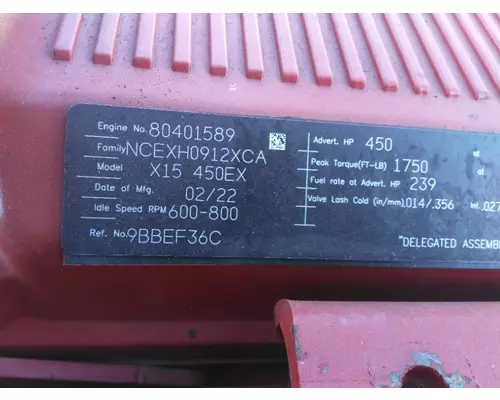 Engine No. 80401589
Family NCEXH0912XCA
Model X15 450EX
Date of Mfg. 02/22
Idle Speed RPM 600-800
Ref. No. 9BBEF36C
Advert. HP 450
Peak Torque(FT-LB) 1750
Fuel rate at Advert. HP 239
Valve Lash Cold (in/mm) .014/.356 Int. .027
"DELEGATED ASSEMB